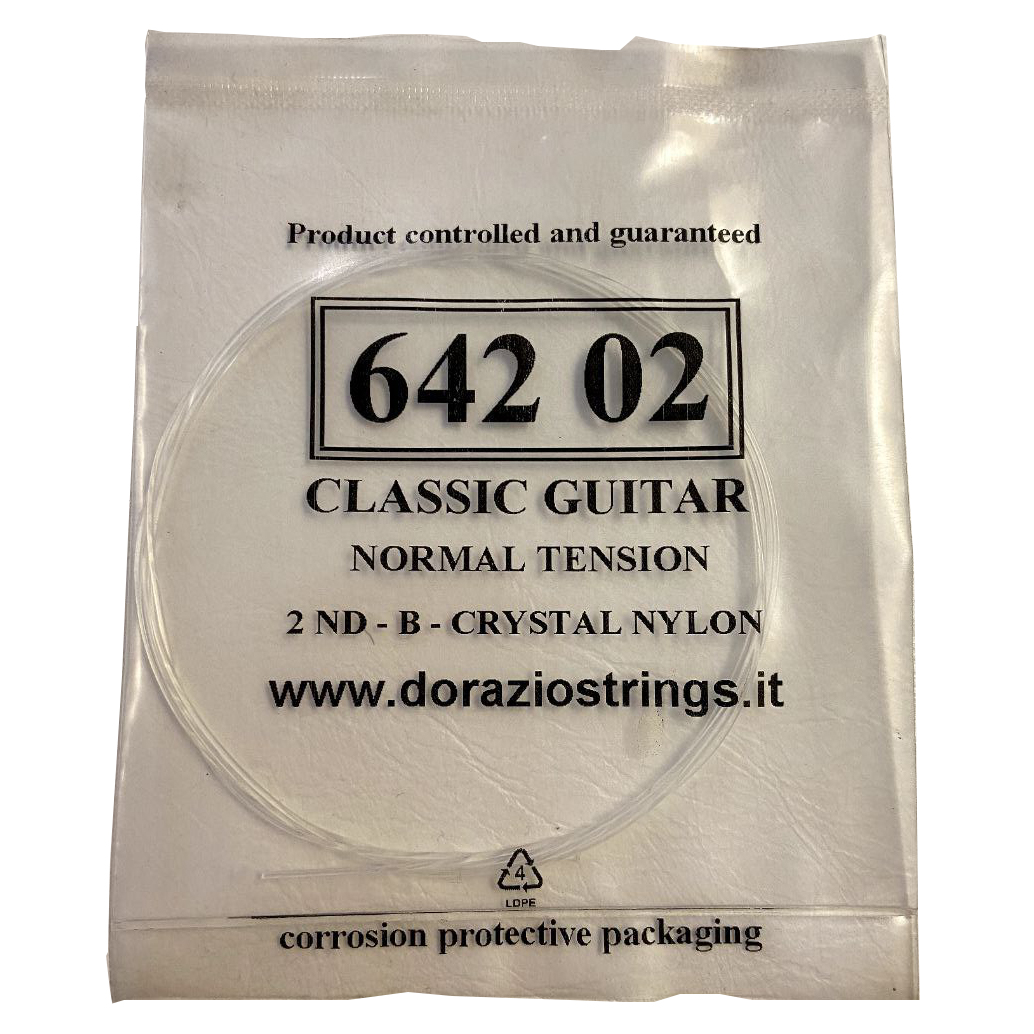 Product controlled and guaranteed
642 02
CLASSIC GUITAR
NORMAL TENSION
2 ND - B - CRYSTAL NYLON
www.doraziostrings.it
4
LDPE
corrosion protective packaging